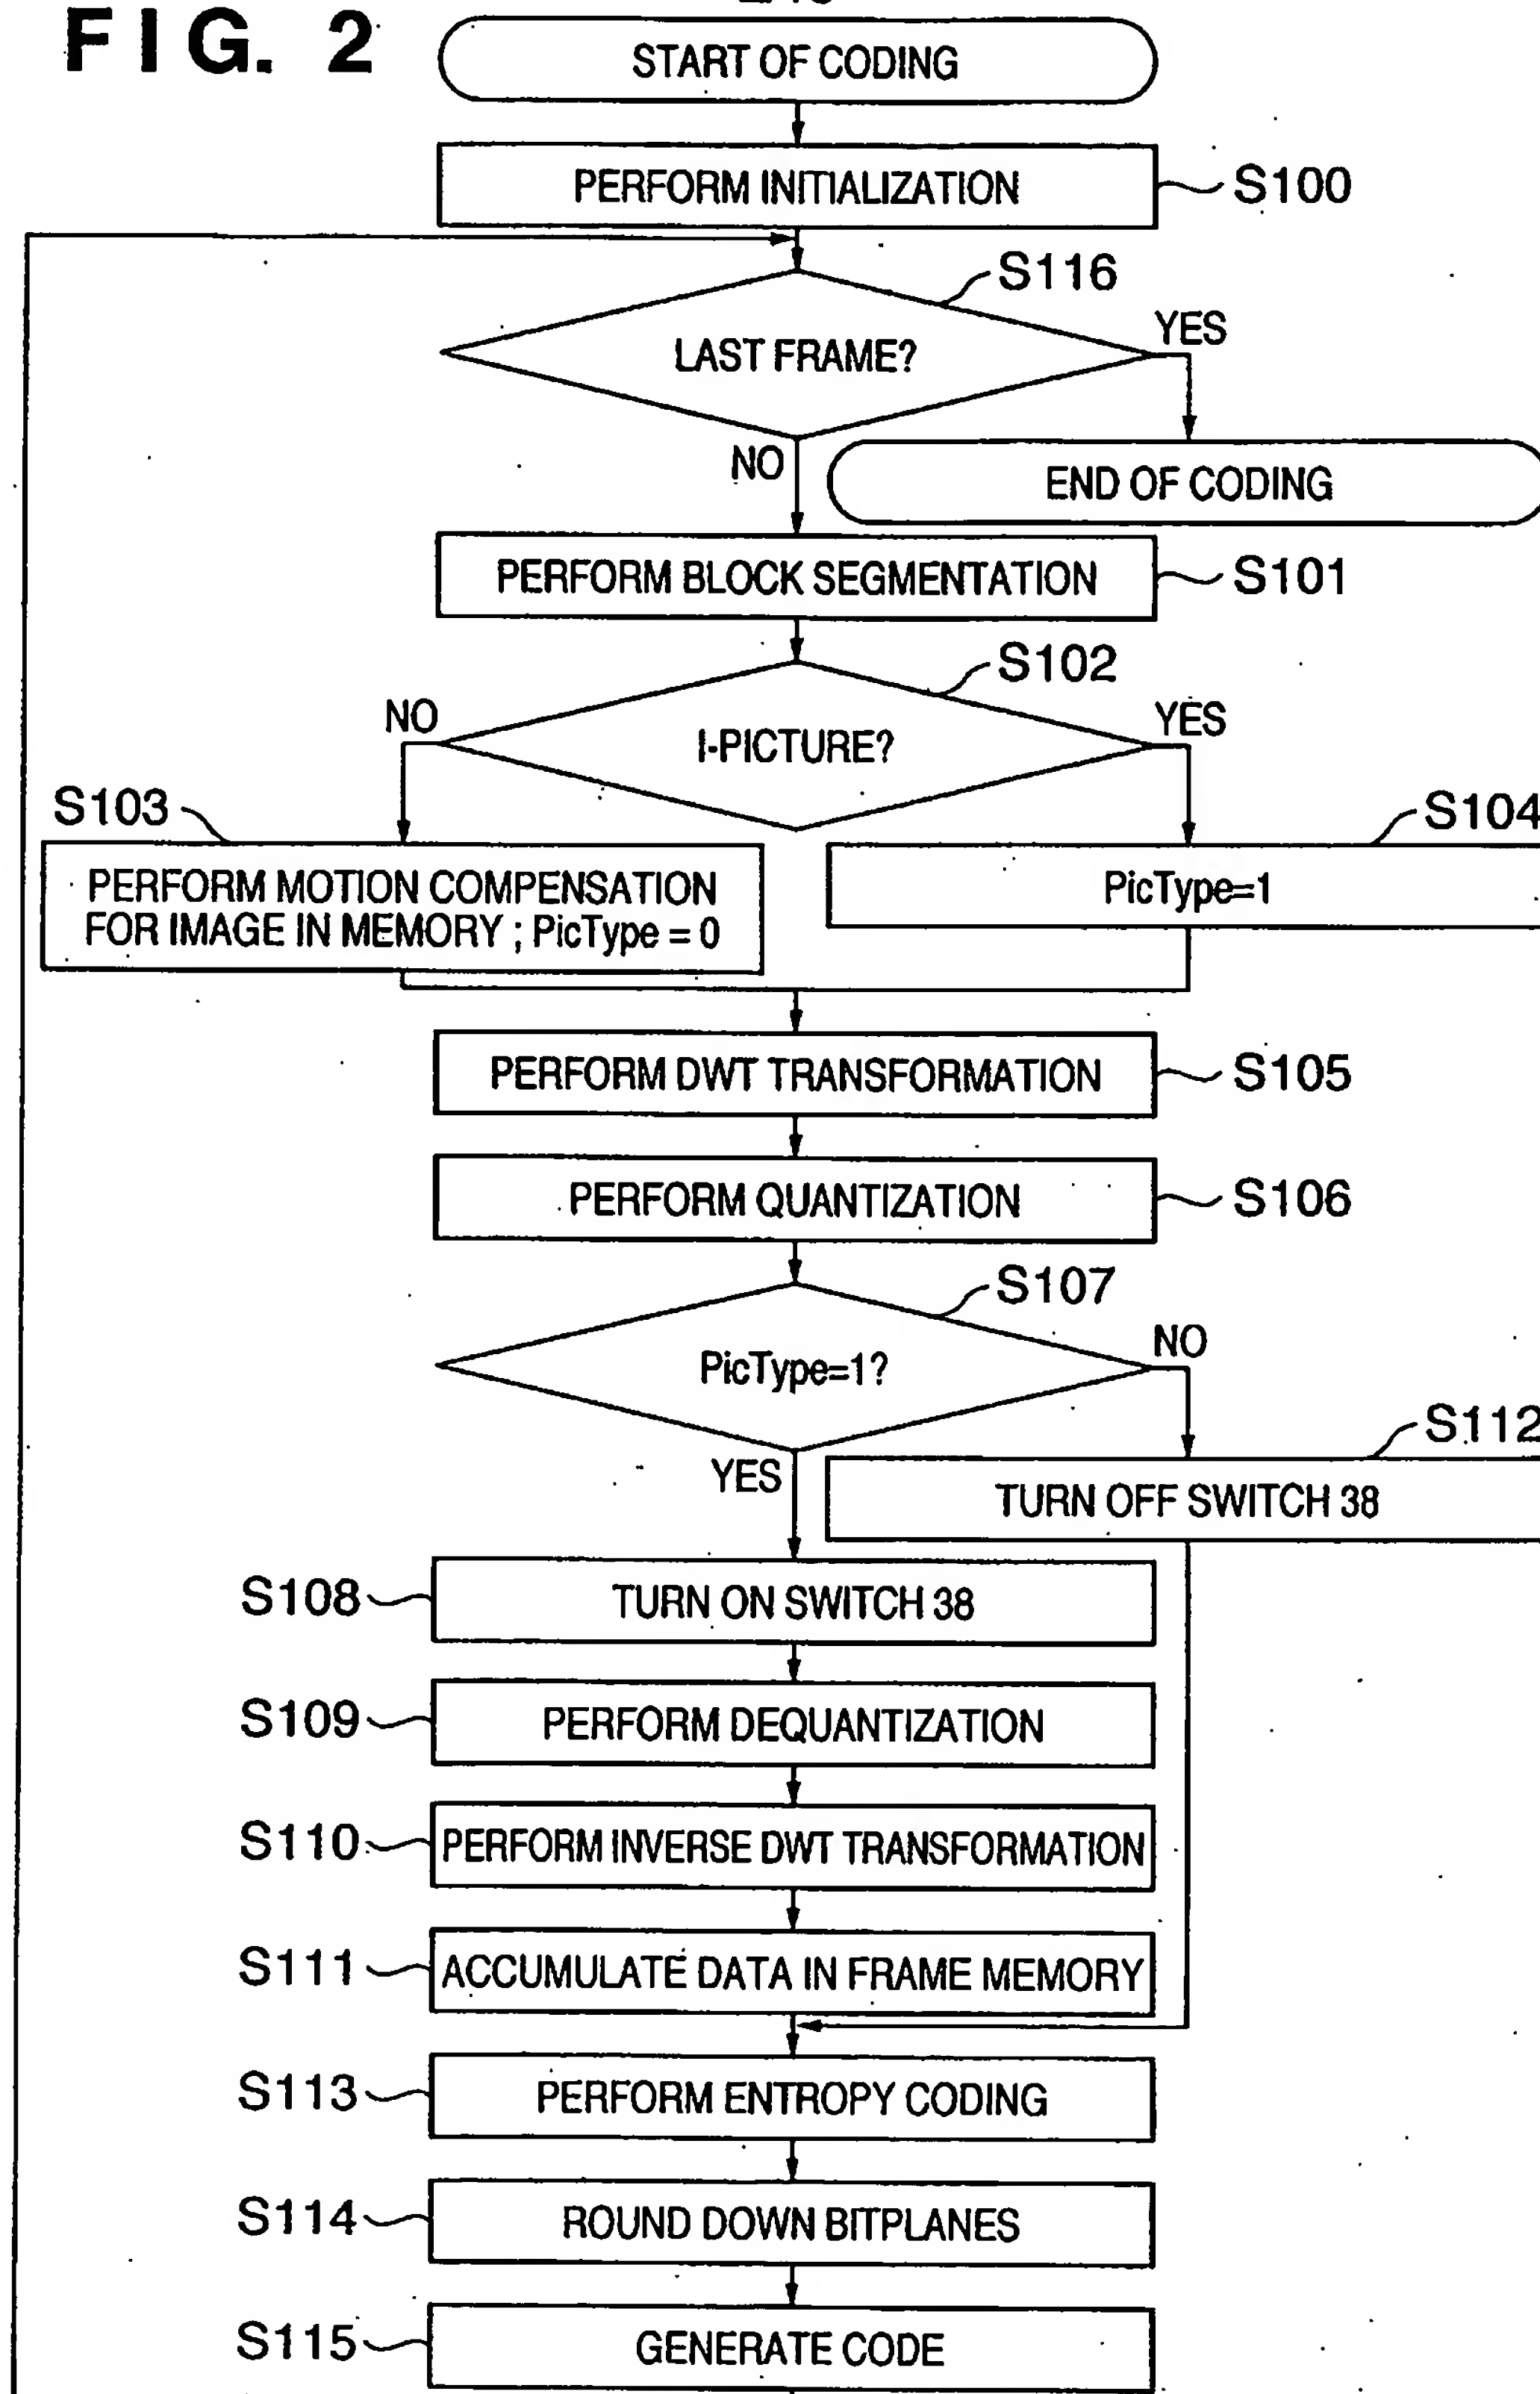 FIG. 2
START OF CODING
PERFORM INITIALIZATION
S100
S116
LAST FRAME?
YES
NO
END OF CODING
PERFORM BLOCK SEGMENTATION
S101
S102
NO
I-PICTURE?
YES
S103
S104
PERFORM MOTION COMPENSATION
FOR IMAGE IN MEMORY ; PicType = 0
PicType=1
PERFORM DWT TRANSFORMATION
S105
PERFORM QUANTIZATION
S106
S107
PicType=1?
NO
S112
YES
TURN OFF SWITCH 38
S108
TURN ON SWITCH 38
S109
PERFORM DEQUANTIZATION
S110
PERFORM INVERSE DWT TRANSFORMATION
S111
ACCUMULATE DATA IN FRAME MEMORY
S113
PERFORM ENTROPY CODING
S114
ROUND DOWN BITPLANES
S115
GENERATE CODE